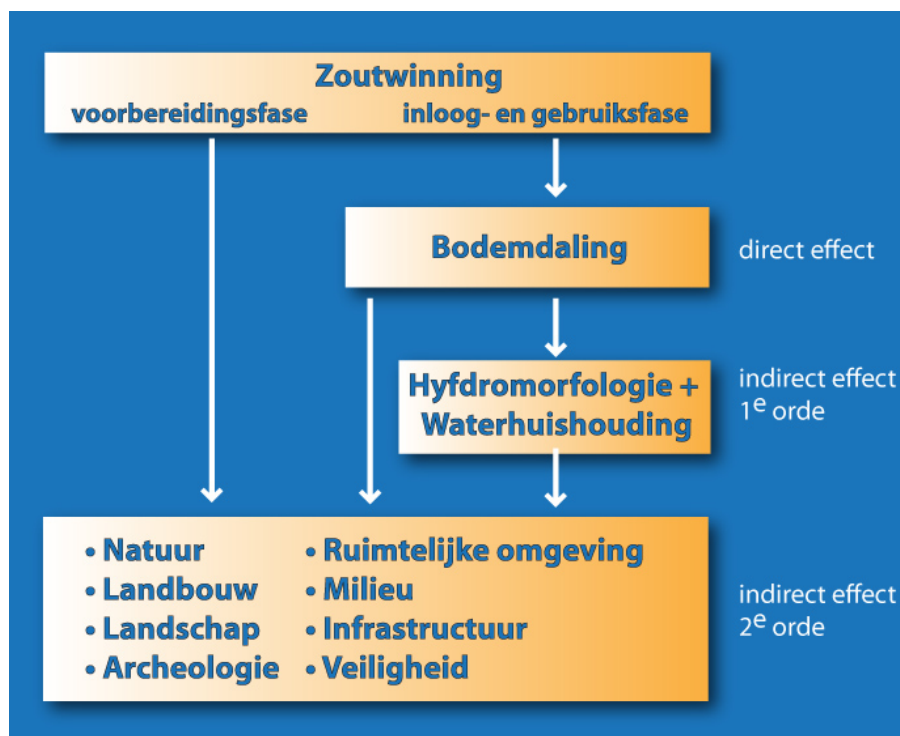 Zoutwinning
voorbereidingsfase inloog- en gebruiksfase
Bodemdaling
direct effect
Hyfdromorfologie +
Waterhuishouding
indirect effect
1e orde
• Natuur
• Landbouw
• Landschap
• Archeologie
• Ruimtelijke omgeving
• Milieu
• Infrastructuur
• Veiligheid
indirect effect
2e orde